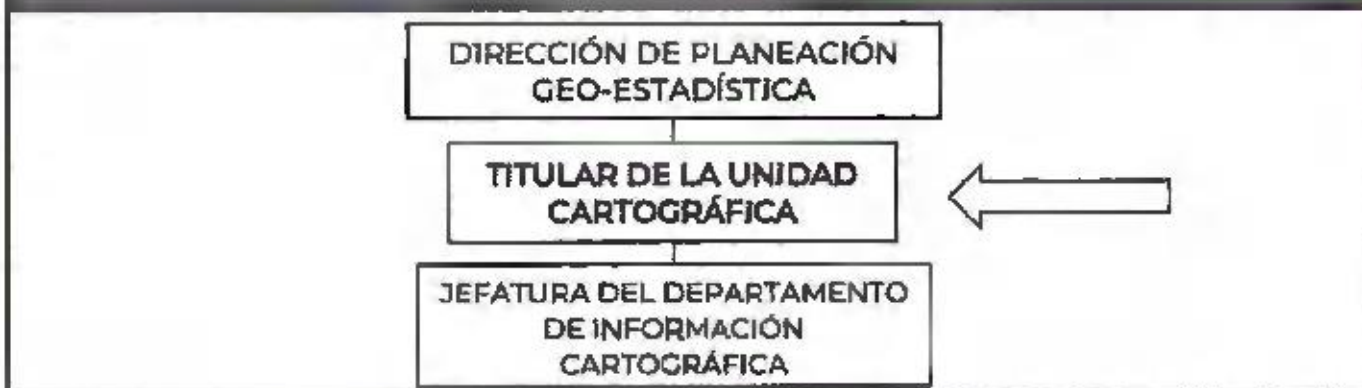 DIRECCIÓN DE PLANEACIÓN
GEO-ESTADÍSTICA
TITULAR DE LA UNIDAD
CARTOGRÁFICA
JEFATURA DEL DEPARTAMENTO
DE INFORMACIÓN
CARTOGRÁFICA